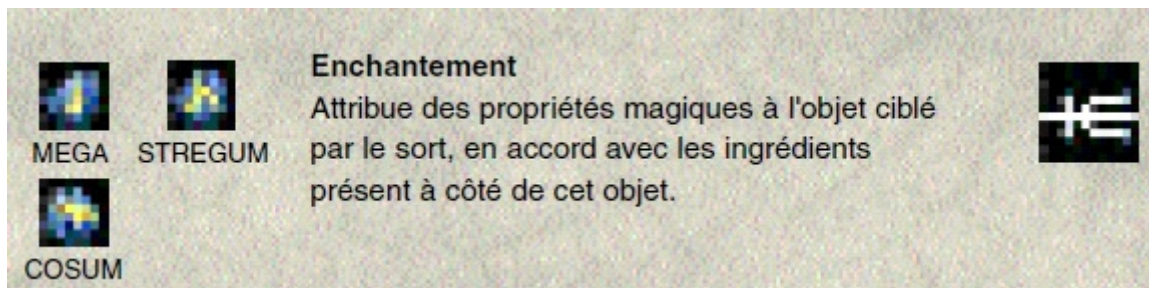 Enchantement
Attribue des propriétés magiques à l'objet ciblé
MEGA STREGUM par le sort, en accord avec les ingrédients
présent à côté de cet objet.
COSUM